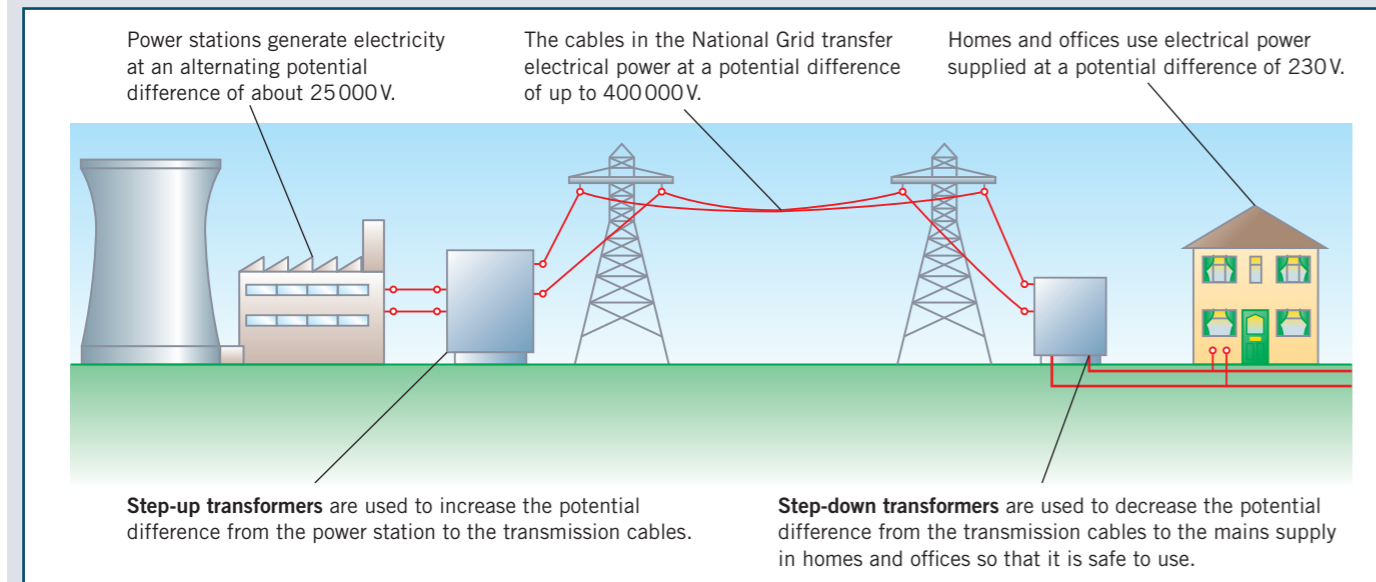 Power stations generate electricity
at an alternating potential
difference of about 25 000 V.
The cables in the National Grid transfer
electrical power at a potential difference
of up to 400 000 V.
Homes and offices use electrical power
supplied at a potential difference of 230 V.
Step-up transformers are used to increase the potential
difference from the power station to the transmission cables.
Step-down transformers are used to decrease the potential
difference from the transmission cables to the mains supply
in homes and offices so that it is safe to use.